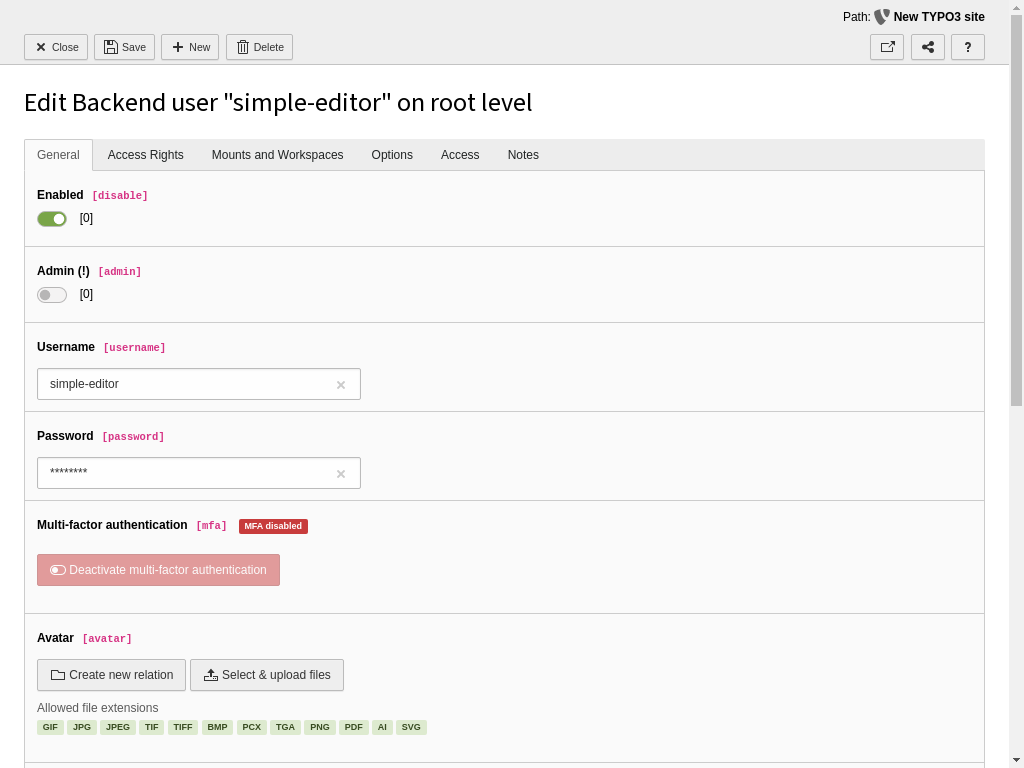 Path: New TYPO3 site
Close Save New Delete ?
Edit Backend user "simple-editor" on root level
General Access Rights Mounts and Workspaces Options Access Notes
Enabled [disable]
[0]
Admin (!) [admin]
[0]
Username [username]
simple-editor
Password [password]
********
Multi-factor authentication [mfa] MFA disabled
Deactivate multi-factor authentication
Avatar [avatar]
Create new relation Select & upload files
Allowed file extensions
GIF JPG JPEG TIF TIFF BMP PCX TGA PNG PDF AI SVG